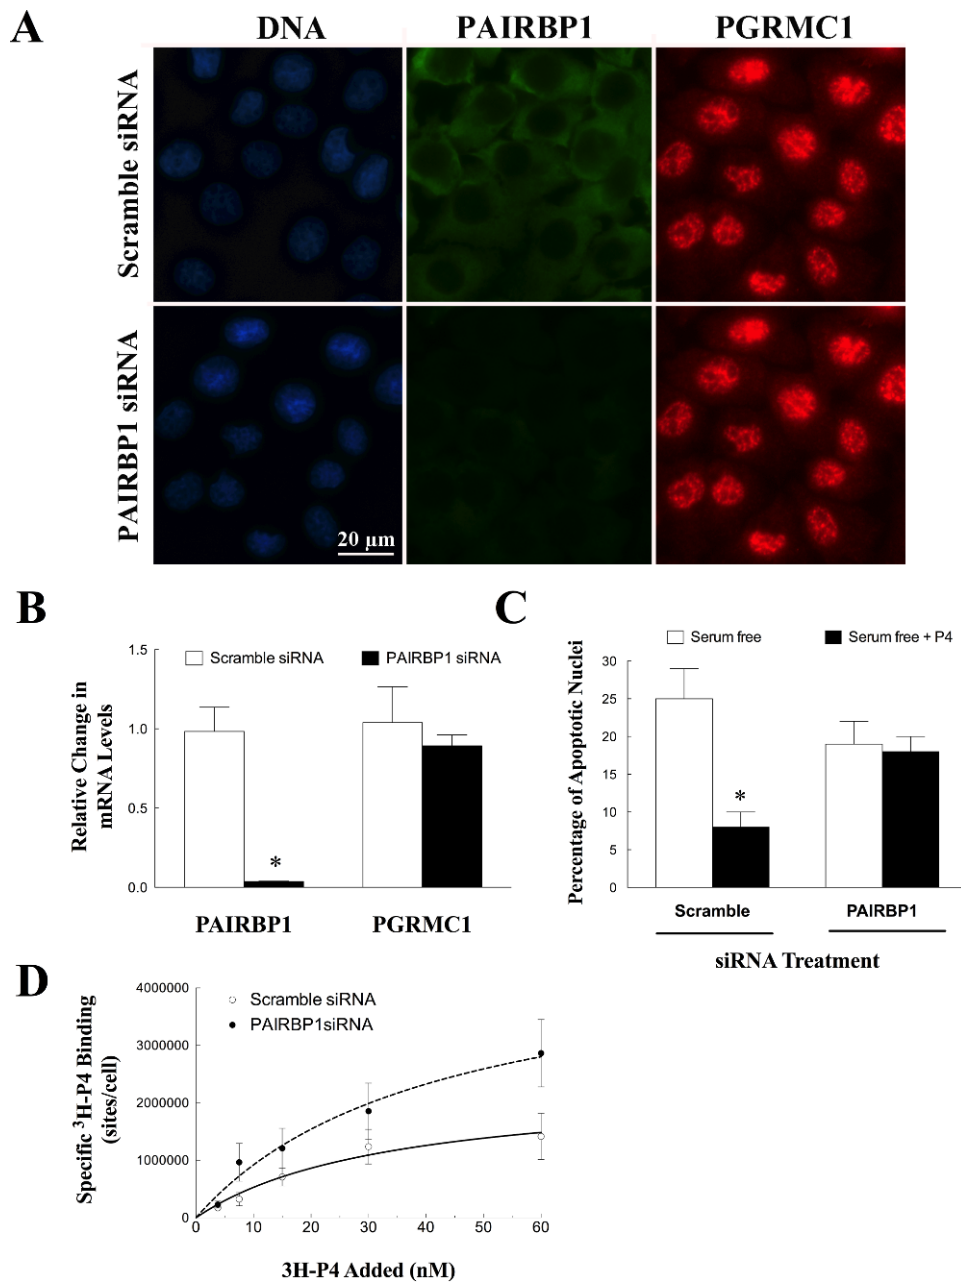 A
DNA PAIRBP1 PGRMC1
Scramble siRNA
PAIRBP1 siRNA
20 µm
B
Relative Change in
mRNA Levels
1.5
1.0
0.5
0.0
Scramble siRNA PAIRBP1 siRNA
*
PAIRBP1 PGRMC1
C
Serum free Serum free + P4
Percentage of Apoptotic Nuclei
30
25
20
15
10
5
0
*
Scramble PAIRBP1
siRNA Treatment
D
Specific ³H-P4 Binding
(sites/cell)
4000000
3000000
2000000
1000000
0
Scramble siRNA
PAIRBP1siRNA
0 10 20 30 40 50 60
3H-P4 Added (nM)